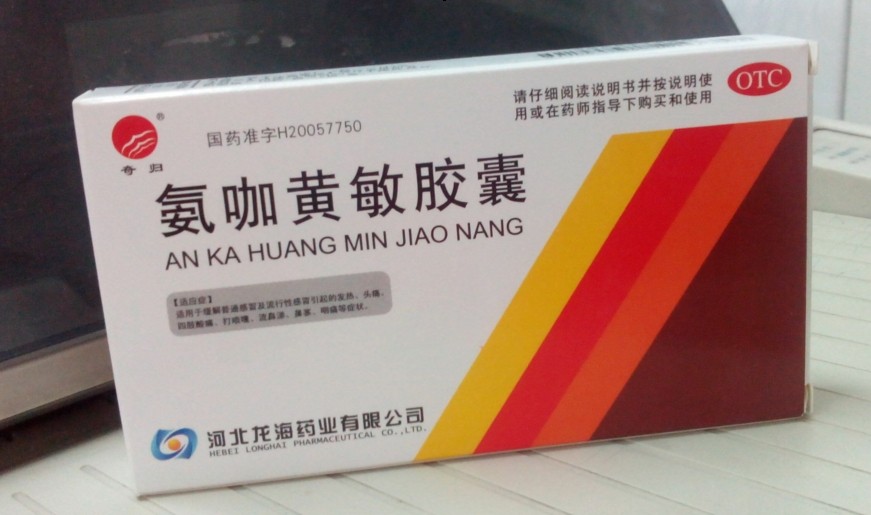 请仔细阅读说明书并按说明使
用或在药师指导下购买和使用
OTC
®
奇归
国药准字H20057750
氨咖黄敏胶囊
AN KA HUANG MIN JIAO NANG
【适应症】
适用于缓解普通感冒及流行性感冒引起的发热、头痛、
四肢酸痛、打喷嚏、流鼻涕、鼻塞、咽痛等症状。
河北龙海药业有限公司
HEBEI LONGHAI PHARMACEUTICAL CO.,LTD.